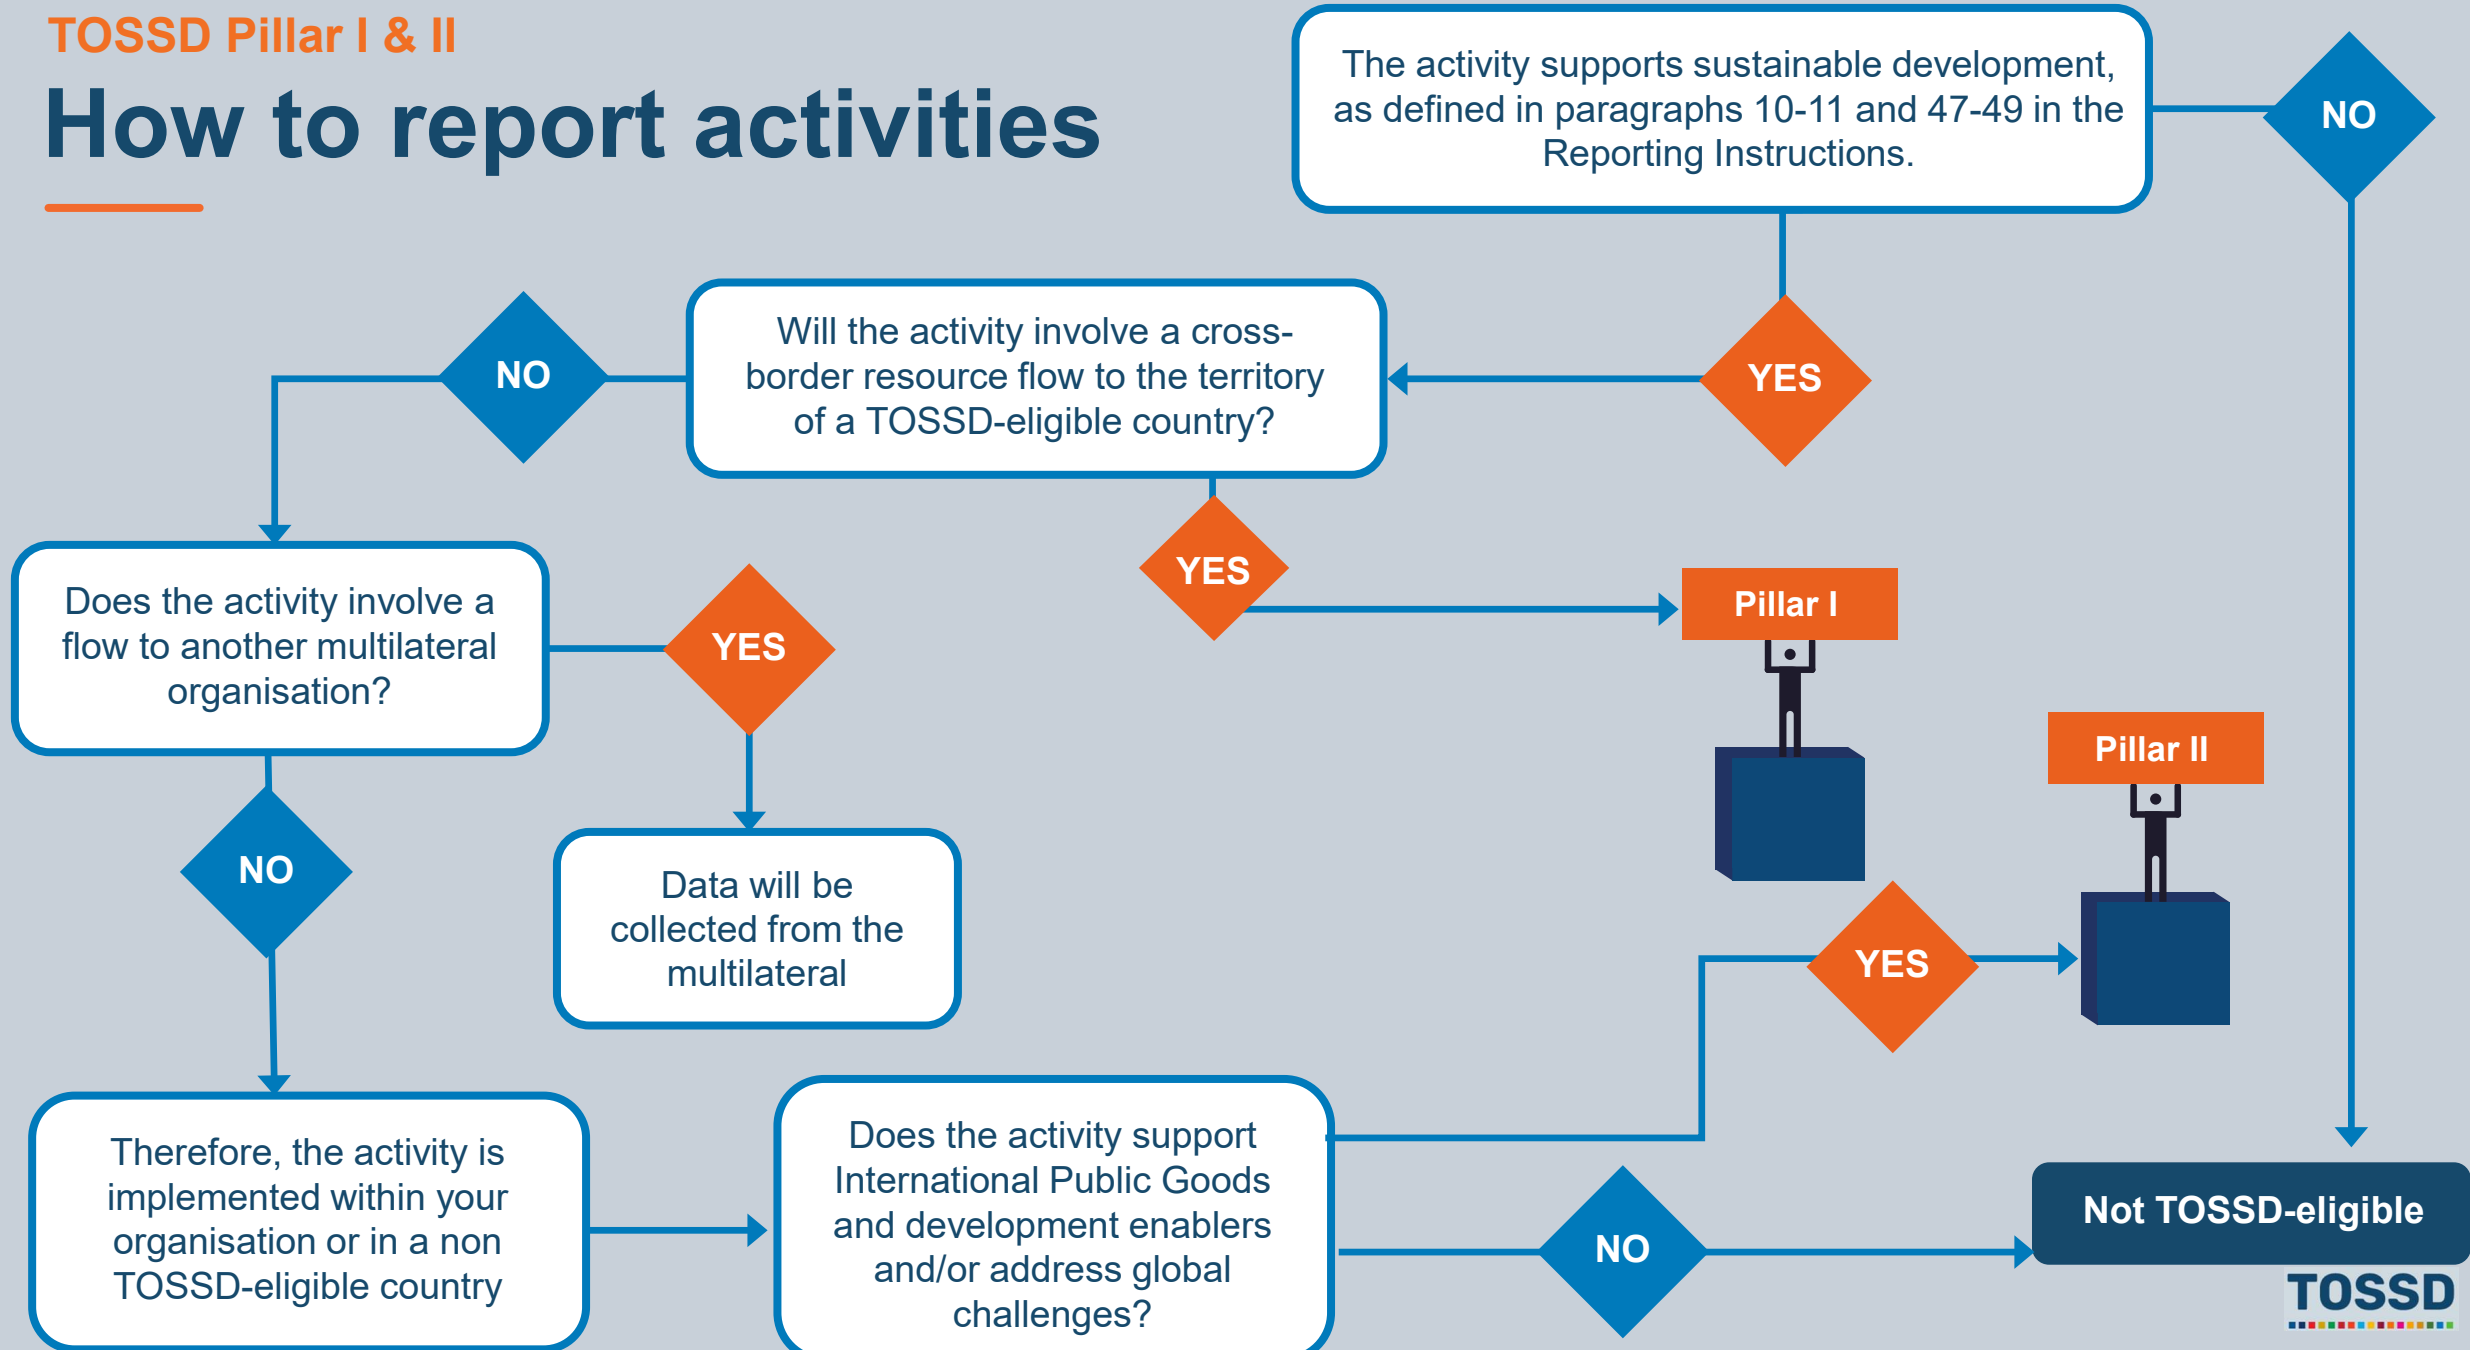 TOSSD Pillar I & II
How to report activities
The activity supports sustainable development,
as defined in paragraphs 10-11 and 47-49 in the
Reporting Instructions.
NO
YES
Will the activity involve a cross-
border resource flow to the territory
of a TOSSD-eligible country?
NO
YES
Does the activity involve a
flow to another multilateral
organisation?
YES
NO
Data will be
collected from the
multilateral
Pillar I
Pillar II
Therefore, the activity is
implemented within your
organisation or in a non
TOSSD-eligible country
Does the activity support
International Public Goods
and development enablers
and/or address global
challenges?
YES
NO
Not TOSSD-eligible
TOSSD